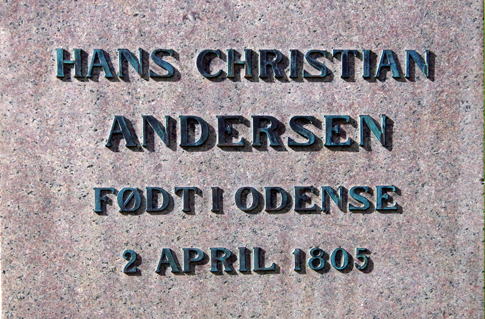 HANS CHRISTIAN
ANDERSEN
FØDT I ODENSE
2 APRIL 1805